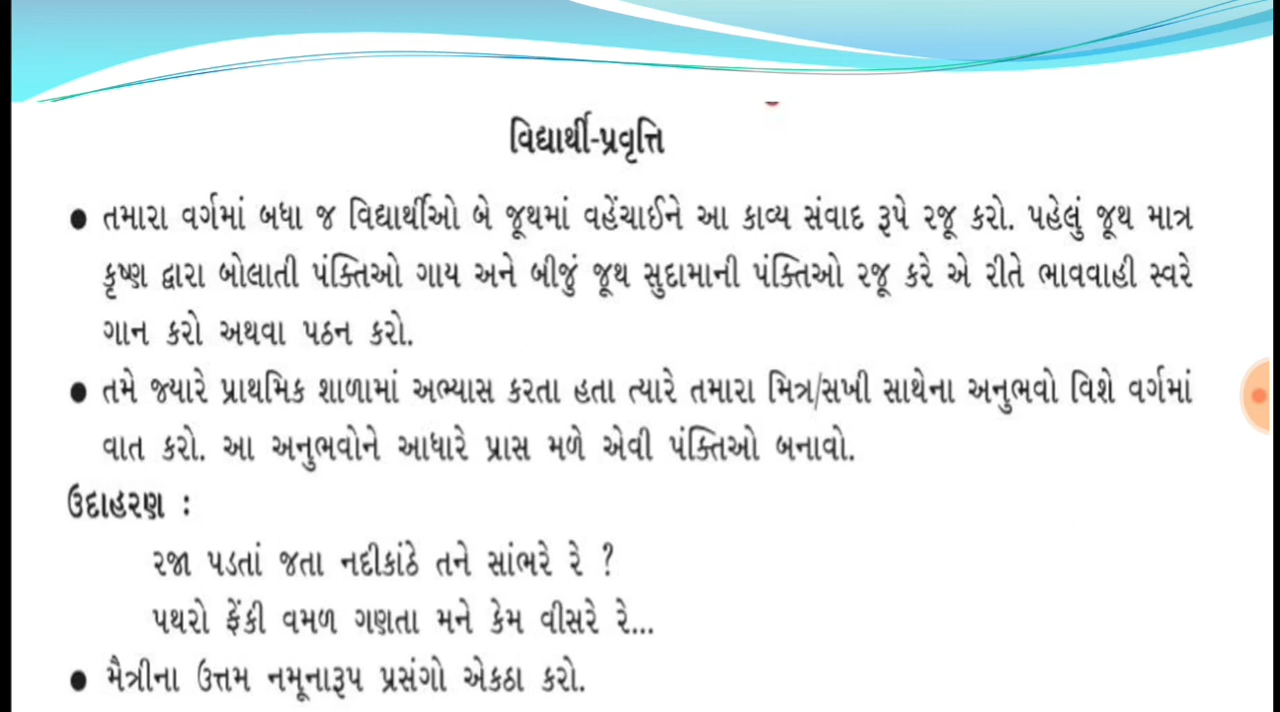 વિદ્યાર્થી-પ્રવૃત્તિ
● તમારા વર્ગમાં બધા જ વિદ્યાર્થીઓ બે જૂથમાં વહેંચાઈને આ કાવ્ય સંવાદ રૂપે રજૂ કરો. પહેલું જૂથ માત્ર
કૃષ્ણ દ્વારા બોલાતી પંક્તિઓ ગાય અને બીજું જૂથ સુદામાની પંક્તિઓ રજૂ કરે એ રીતે ભાવવાહી સ્વરે
ગાન કરો અથવા પઠન કરો.
● તમે જ્યારે પ્રાથમિક શાળામાં અભ્યાસ કરતા હતા ત્યારે તમારા મિત્ર/સખી સાથેના અનુભવો વિશે વર્ગમાં
વાત કરો. આ અનુભવોને આધારે પ્રાસ મળે એવી પંક્તિઓ બનાવો.
ઉદાહરણ :
રજા પડતાં જતા નદીકાંઠે તને સાંભરે રે ?
પથરો ફેંકી વમળ ગણતા મને કેમ વીસરે રે...
● મૈત્રીના ઉત્તમ નમૂનારૂપ પ્રસંગો એકઠા કરો.